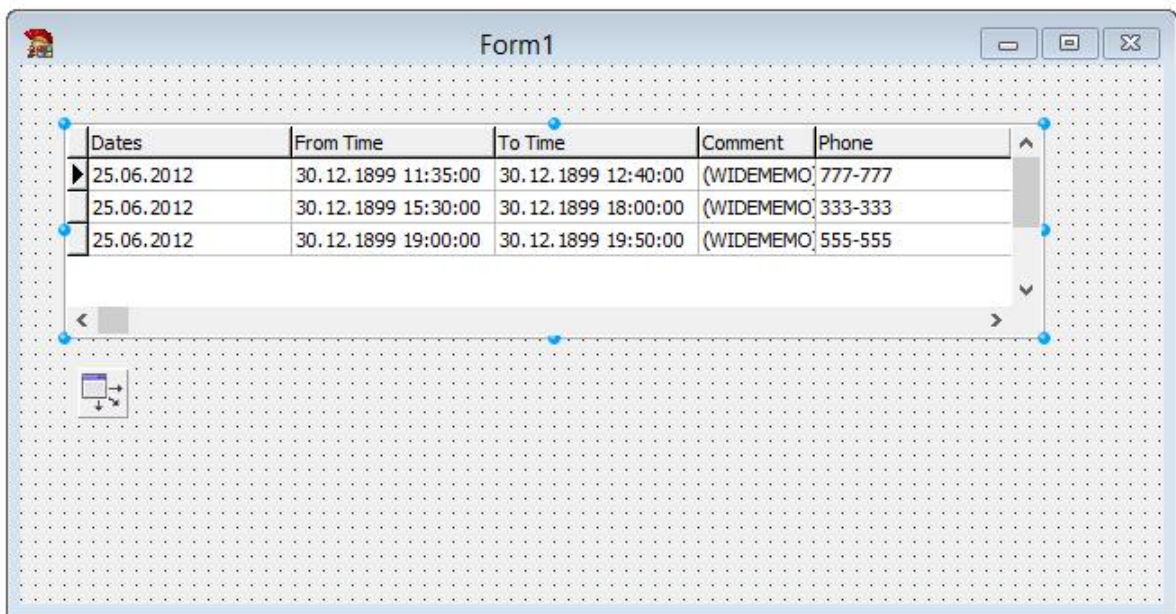 Form1
Dates From Time To Time Comment Phone
25.06.2012 30.12.1899 11:35:00 30.12.1899 12:40:00 (WIDEMEMO) 777-777
25.06.2012 30.12.1899 15:30:00 30.12.1899 18:00:00 (WIDEMEMO) 333-333
25.06.2012 30.12.1899 19:00:00 30.12.1899 19:50:00 (WIDEMEMO) 555-555